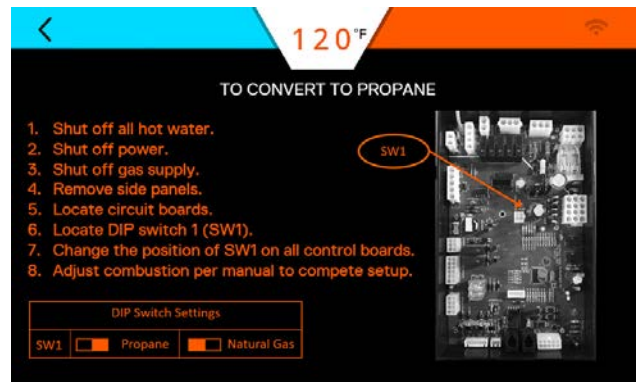 120°F
TO CONVERT TO PROPANE
1. Shut off all hot water.
2. Shut off power.
3. Shut off gas supply.
4. Remove side panels.
5. Locate circuit boards.
6. Locate DIP switch 1 (SW1).
7. Change the position of SW1 on all control boards.
8. Adjust combustion per manual to compete setup.
SW1
DIP Switch Settings
SW1 Propane Natural Gas